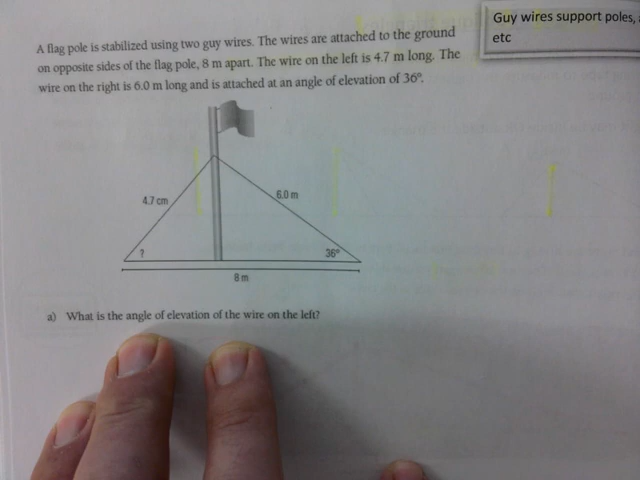 Guy wires support poles,
etc
A flag pole is stabilized using two guy wires. The wires are attached to the ground
on opposite sides of the flag pole, 8 m apart. The wire on the left is 4.7 m long. The
wire on the right is 6.0 m long and is attached at an angle of elevation of 36°.
4.7 cm
6.0 m
?
36°
8 m
a) What is the angle of elevation of the wire on the left?